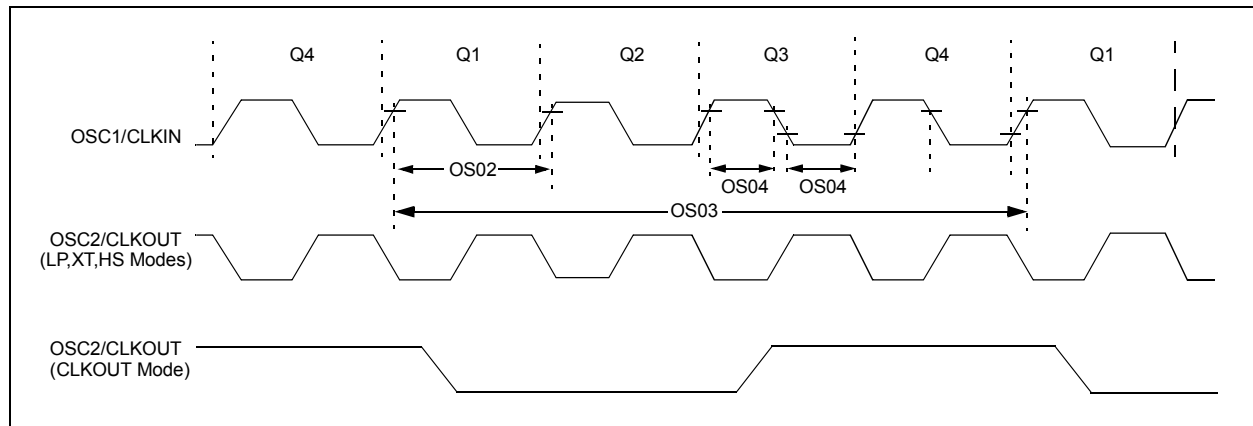 Q4 Q1 Q2 Q3 Q4 Q1
OSC1/CLKIN
OS02 OS04 OS04
OS03
OSC2/CLKOUT
(LP,XT,HS Modes)
OSC2/CLKOUT
(CLKOUT Mode)